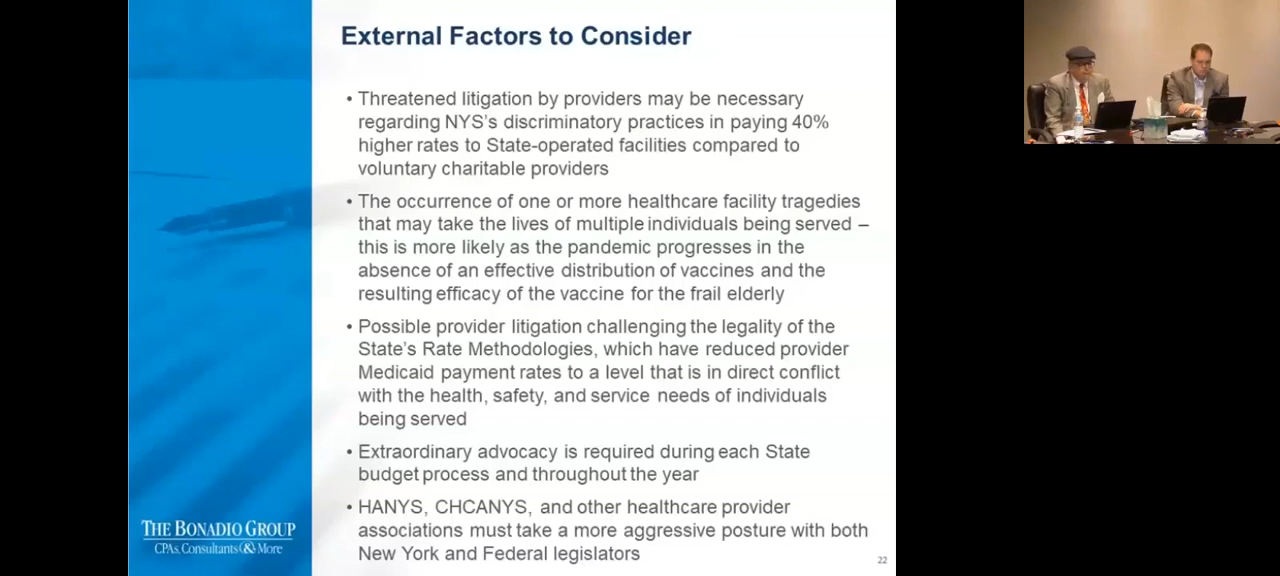 External Factors to Consider
• Threatened litigation by providers may be necessary
regarding NYS's discriminatory practices in paying 40%
higher rates to State-operated facilities compared to
voluntary charitable providers
• The occurrence of one or more healthcare facility tragedies
that may take the lives of multiple individuals being served –
this is more likely as the pandemic progresses in the
absence of an effective distribution of vaccines and the
resulting efficacy of the vaccine for the frail elderly
• Possible provider litigation challenging the legality of the
State's Rate Methodologies, which have reduced provider
Medicaid payment rates to a level that is in direct conflict
with the health, safety, and service needs of individuals
being served
• Extraordinary advocacy is required during each State
budget process and throughout the year
• HANYS, CHCANYS, and other healthcare provider
associations must take a more aggressive posture with both
New York and Federal legislators
THE BONADIO GROUP
CPAs, Consultants & More
22